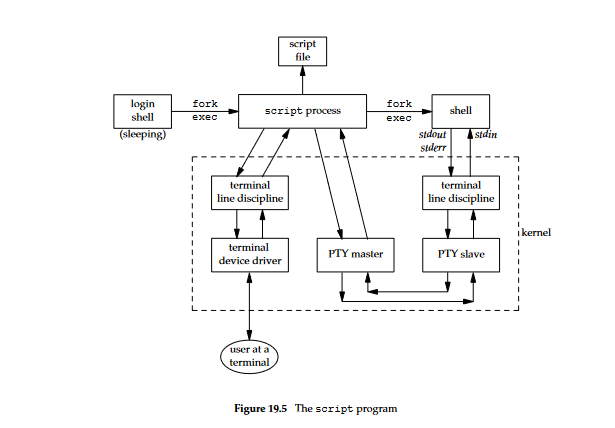 script
file
login
shell
(sleeping)
fork
exec
script process
fork
exec
shell
stdout
stderr
stdin
terminal
line discipline
terminal
line discipline
kernel
terminal
device driver
PTY master
PTY slave
user at a
terminal
Figure 19.5 The script program